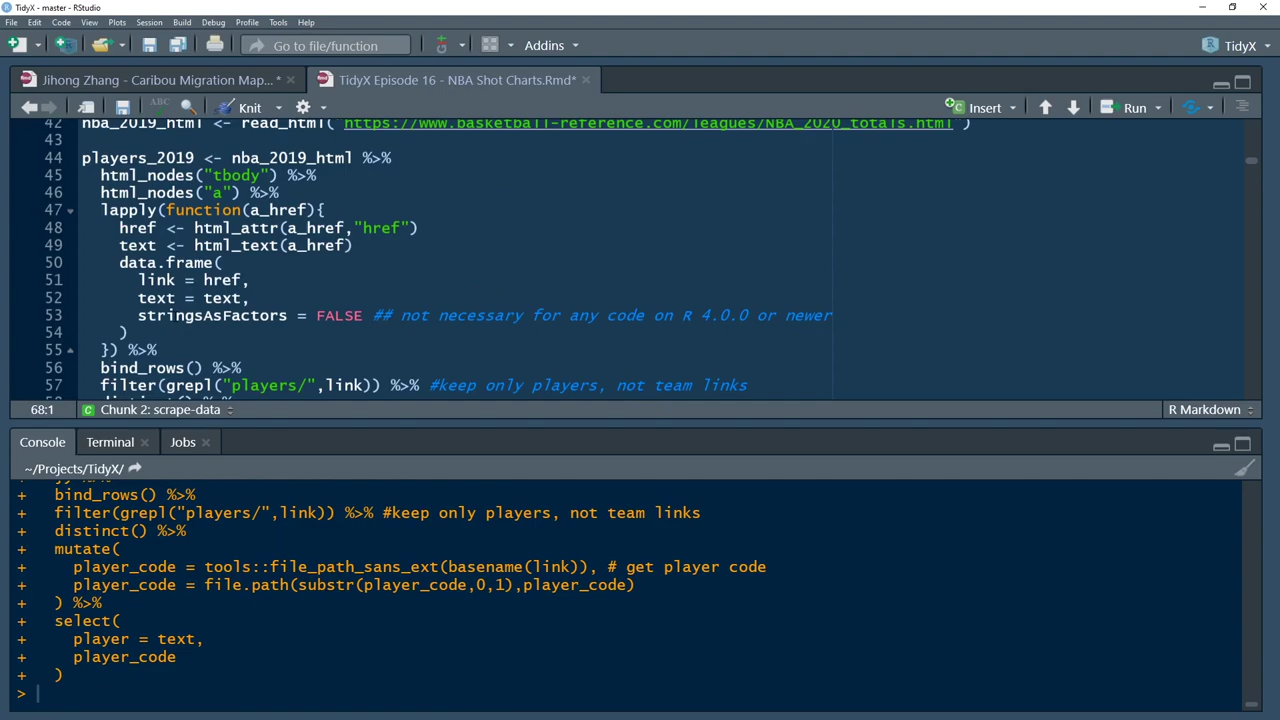 TidyX - master - RStudio
File Edit Code View Plots Session Build Debug Profile Tools Help
Go to file/function Addins TidyX
Jihong Zhang - Caribou Migration Map...* TidyX Episode 16 - NBA Shot Charts.Rmd*
ABC Knit Insert Run
42 nba_2019_html <- read_html("https://www.basketball-reference.com/leagues/NBA_2020_totals.html")
43
44 players_2019 <- nba_2019_html %>%
45 html_nodes("tbody") %>%
46 html_nodes("a") %>%
47 lapply(function(a_href){
48 href <- html_attr(a_href,"href")
49 text <- html_text(a_href)
50 data.frame(
51 link = href,
52 text = text,
53 stringsAsFactors = FALSE ## not necessary for any code on R 4.0.0 or newer
54 )
55 }) %>%
56 bind_rows() %>%
57 filter(grepl("players/",link)) %>% #keep only players, not team links
68:1 Chunk 2: scrape-data R Markdown
Console Terminal Jobs
~/Projects/TidyX/
+ bind_rows() %>%
+ filter(grepl("players/",link)) %>% #keep only players, not team links
+ distinct() %>%
+ mutate(
+ player_code = tools::file_path_sans_ext(basename(link)), # get player code
+ player_code = file.path(substr(player_code,0,1),player_code)
+ ) %>%
+ select(
+ player = text,
+ player_code
+ )
>